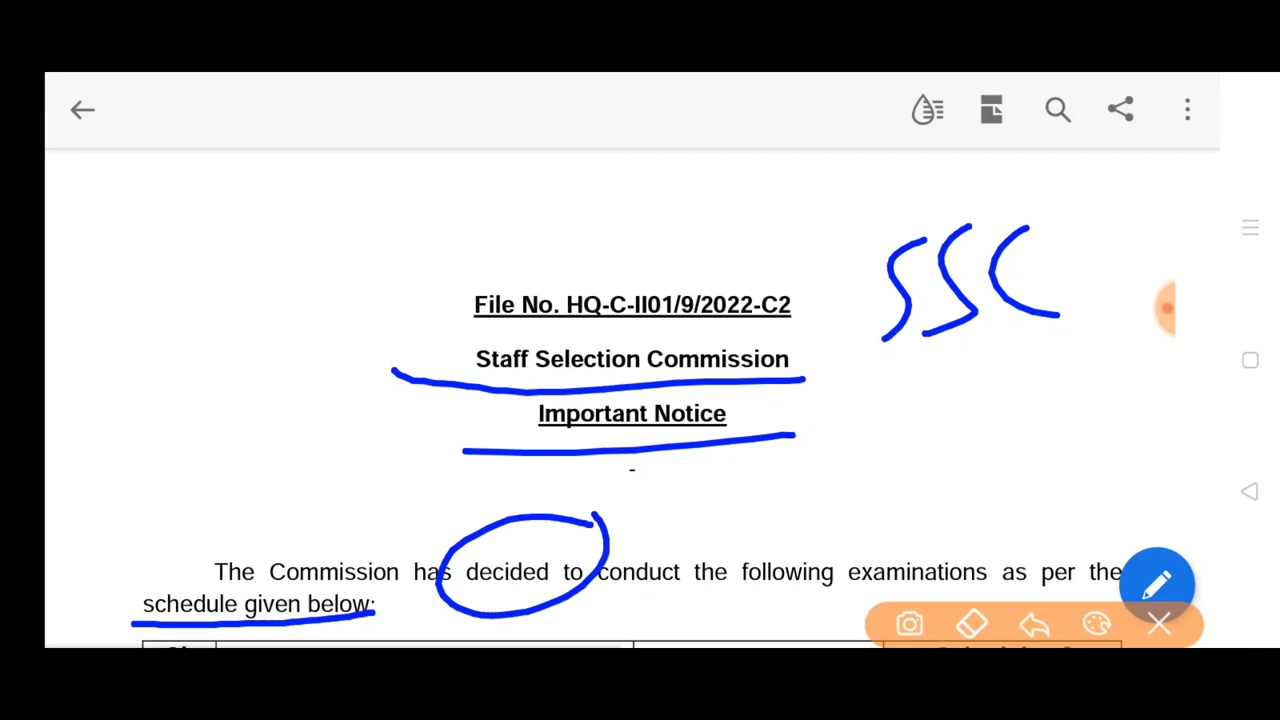 SSC
File No. HQ-C-II01/9/2022-C2
Staff Selection Commission
Important Notice
-
The Commission has decided to conduct the following examinations as per the
schedule given below: